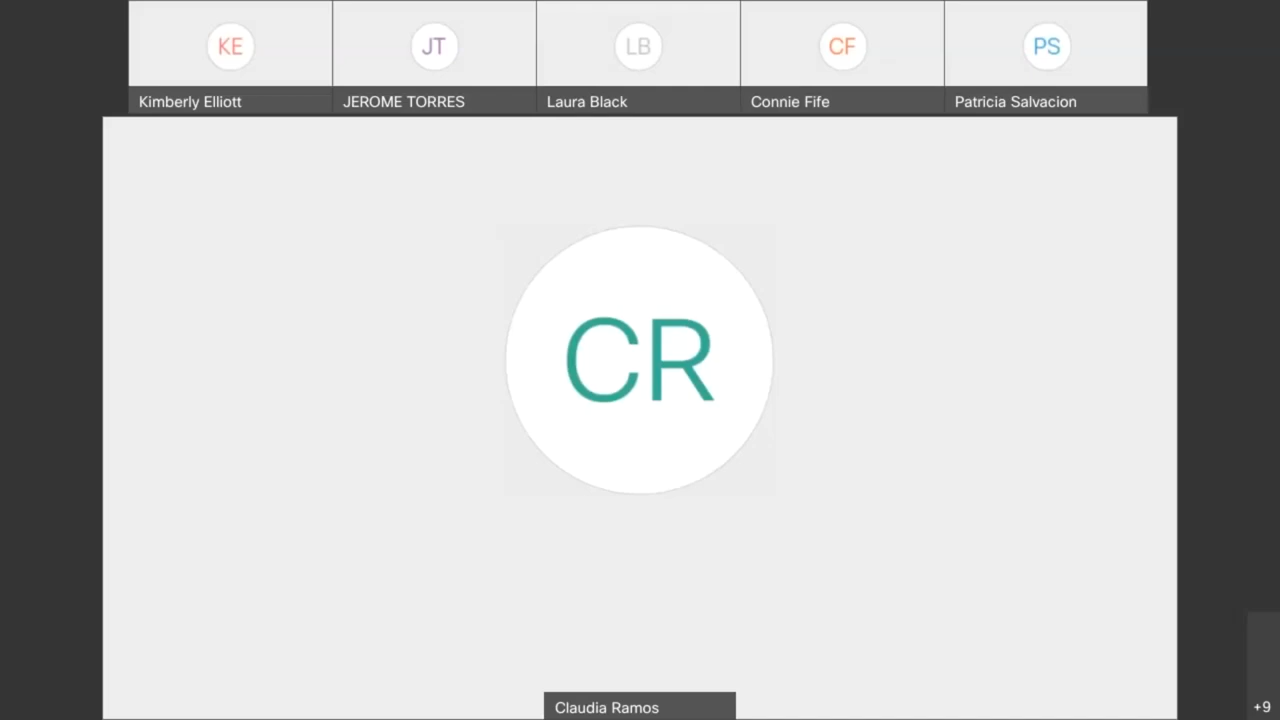 KE
JT
LB
CF
PS
Kimberly Elliott
JEROME TORRES
Laura Black
Connie Fife
Patricia Salvacion
CR
Claudia Ramos
+9